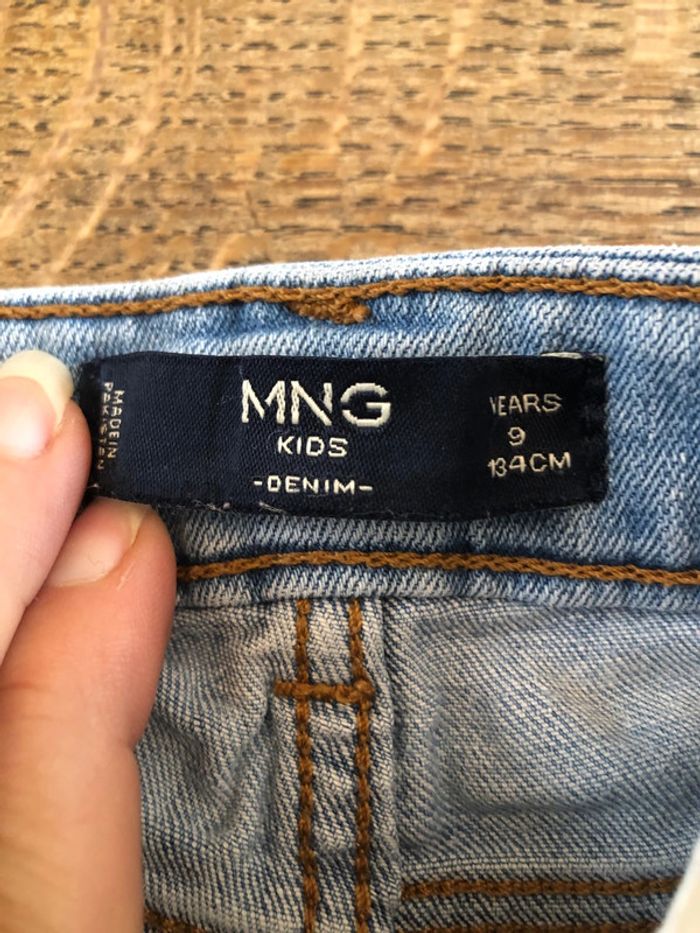 MADE IN
PAKISTAN
MNG
KIDS
-DENIM-
YEARS
9
134CM